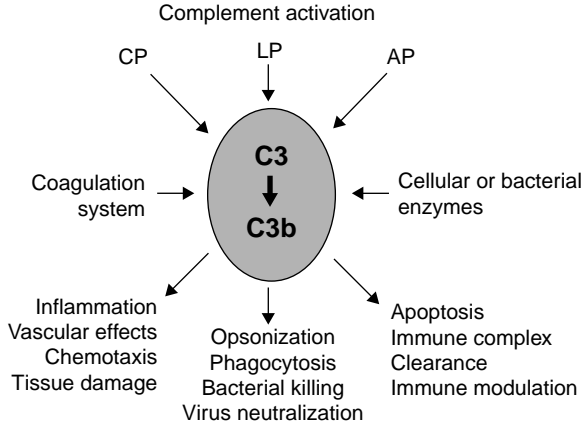 Complement activation
CP
LP
AP
C3
C3b
Coagulation
system
Cellular or bacterial
enzymes
Inflammation
Vascular effects
Chemotaxis
Tissue damage
Opsonization
Phagocytosis
Bacterial killing
Virus neutralization
Apoptosis
Immune complex
Clearance
Immune modulation